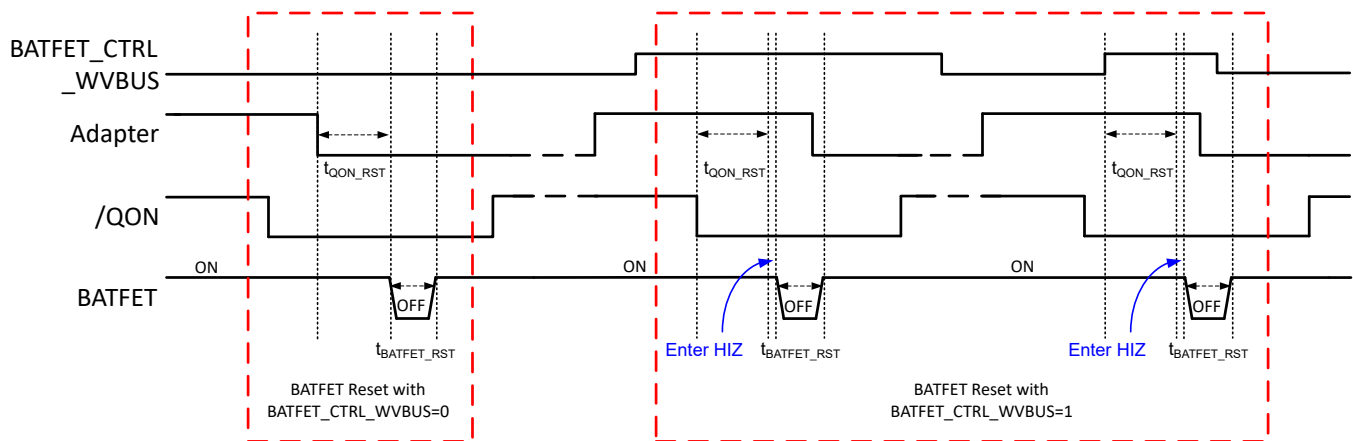 BATFET_CTRL
_WVBUS
Adapter
tQON_RST
tQON_RST
tQON_RST
/QON
ON
ON
ON
BATFET
OFF
OFF
OFF
tBATFET_RST
Enter HIZ
tBATFET_RST
Enter HIZ
tBATFET_RST
BATFET Reset with
BATFET_CTRL_WVBUS=0
BATFET Reset with
BATFET_CTRL_WVBUS=1